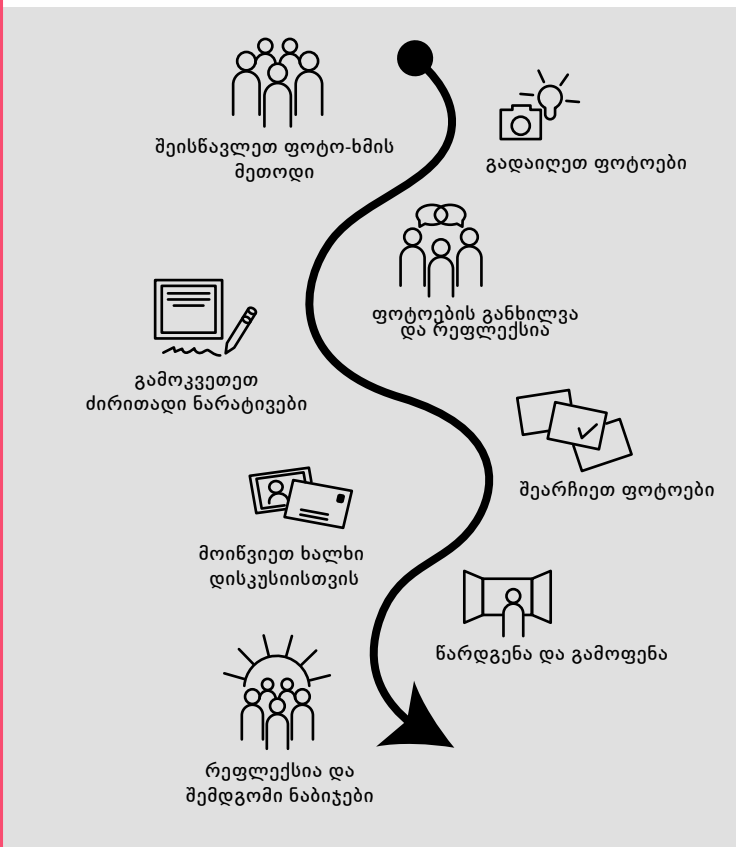 შეისწავლეთ ფოტო-ხმის
მეთოდი
გადაიღეთ ფოტოები
ფოტოების განხილვა
და რეფლექსია
გამოკვეთეთ
ძირითადი ნარატივები
შეარჩიეთ ფოტოები
მოიწვიეთ ხალხი
დისკუსიისთვის
წარდგენა და გამოფენა
რეფლექსია და
შემდგომი ნაბიჯები